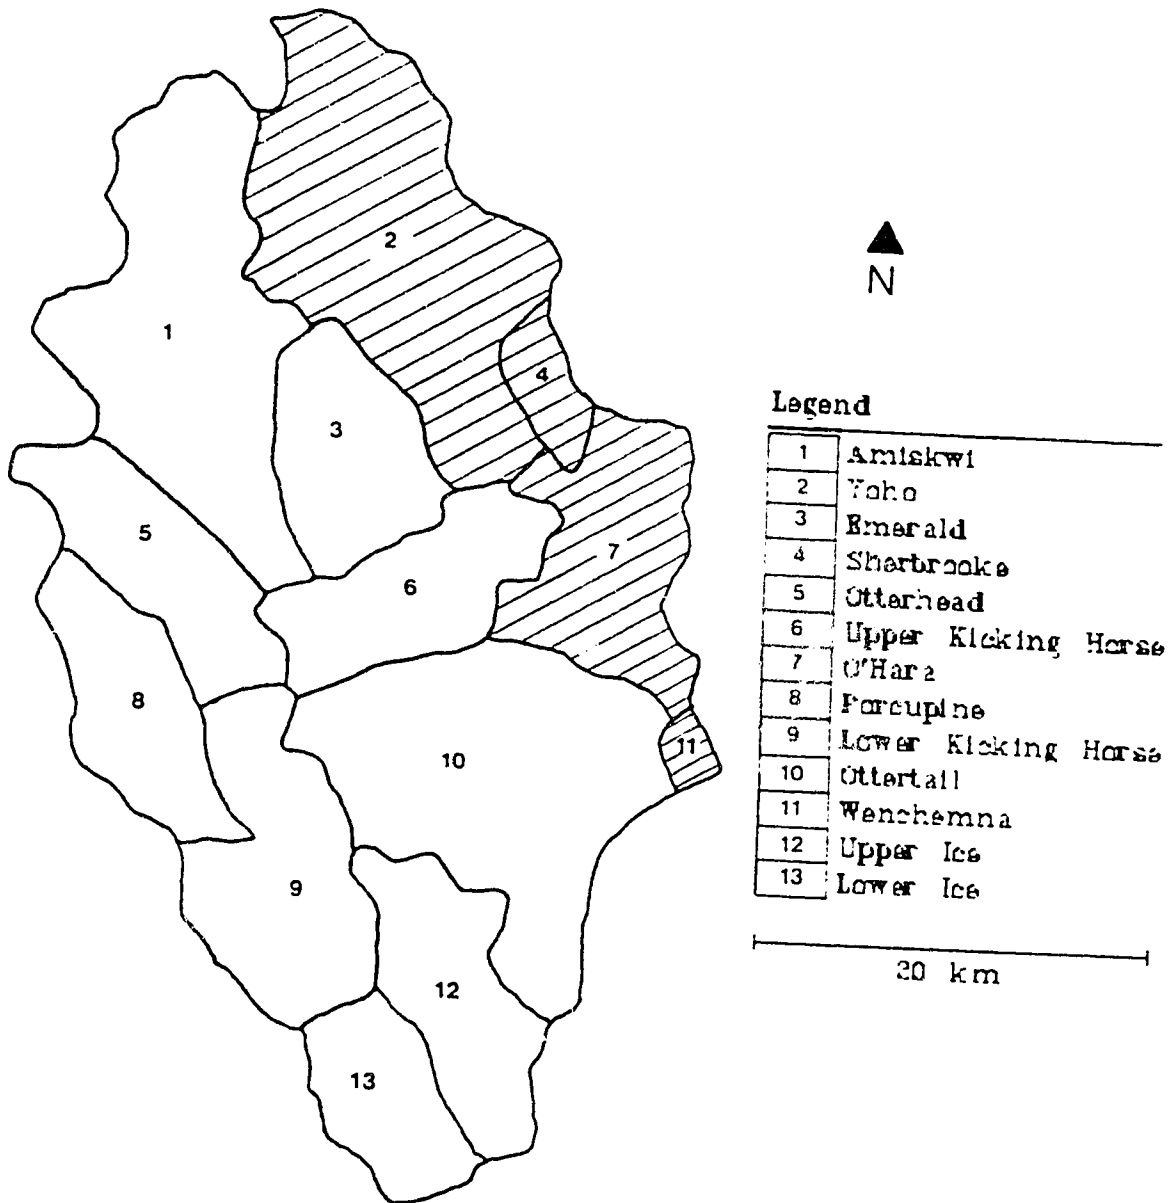 2
N
1
4
3
5
7
6
8
11
10
9
12
13
Legend
1 Amiskwi
2 Yoho
3 Emerald
4 Sherbrooke
5 Otterhead
6 Upper Kicking Horse
7 O'Hara
8 Porcupine
9 Lower Kicking Horse
10 Ottertail
11 Wenchemna
12 Upper Ice
13 Lower Ice
20 km